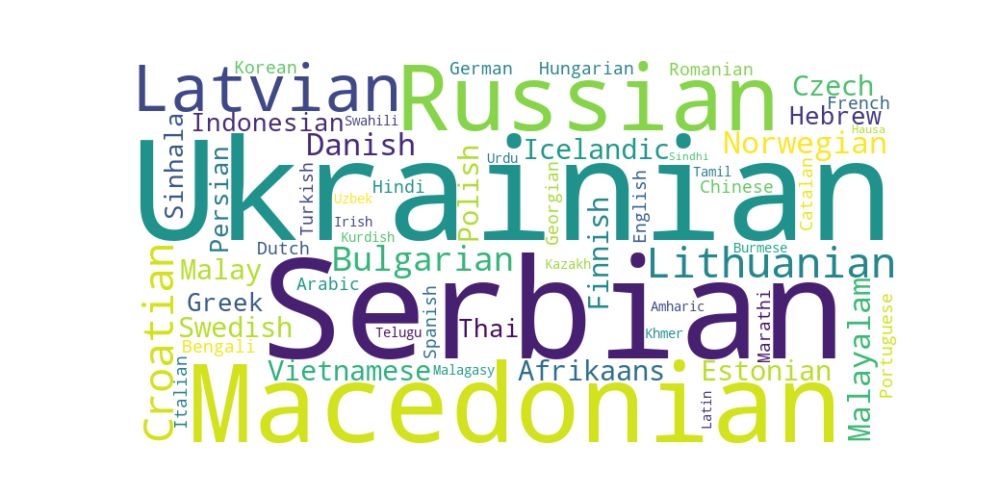 Korean
German
Hungarian
Romanian
Latvian
Russian
Czech
French
Indonesian
Swahili
Hebrew
Hausa
Sinhala
Danish
Icelandic
Norwegian
Ukrainian
Urdu
Sindhi
Persian
Turkish
Hindi
Polish
Georgian
English
Tamil
Chinese
Catalan
Uzbek
Irish
Kurdish
Finnish
Dutch
Burmese
Croatian
Malay
Bulgarian
Kazakh
Lithuanian
Serbian
Arabic
Greek
Spanish
Amharic
Marathi
Malayalam
Portuguese
Swedish
Telugu
Thai
Khmer
Bengali
Italian
Vietnamese
Malagasy
Afrikaans
Estonian
Macedonian
Latin